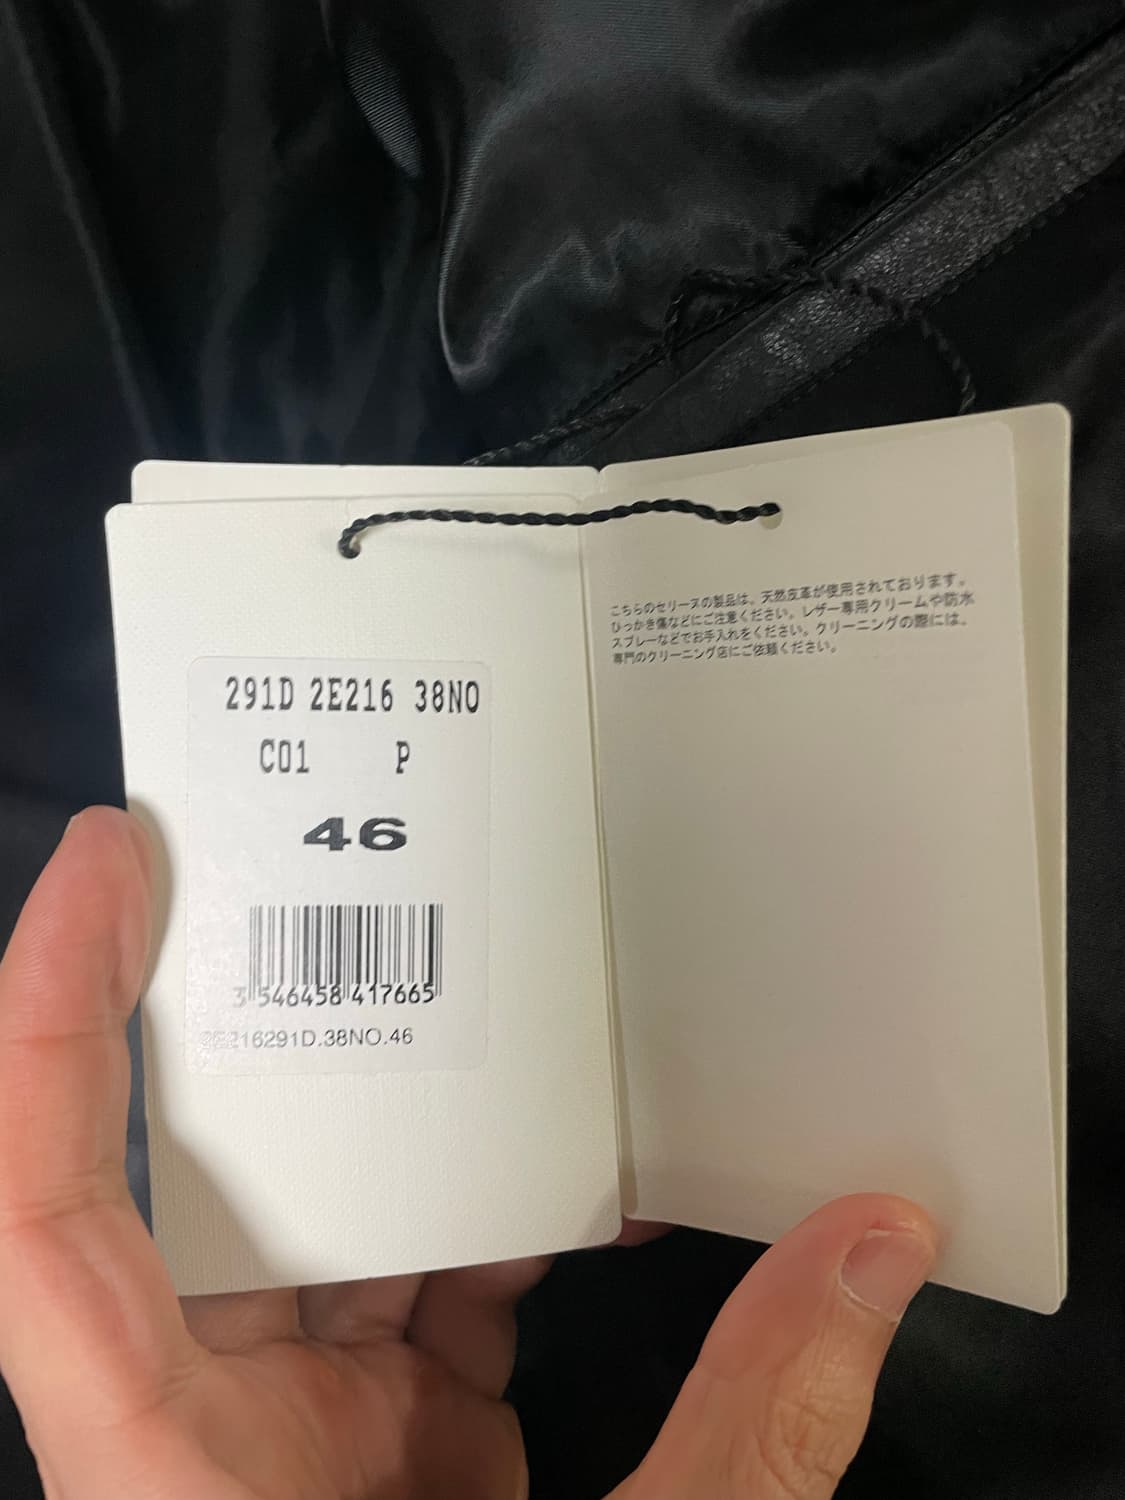 291D 2E216 38NO
C01 P
46
3 546458 417665
2E216291D.38NO.46
こちらのセリーヌの製品は、天然皮革が使用されております。
ひっかき傷などにご注意ください。レザー専用クリームや防水
スプレーなどでお手入れをください。クリーニングの際には、
専門のクリーニング店にご依頼ください。